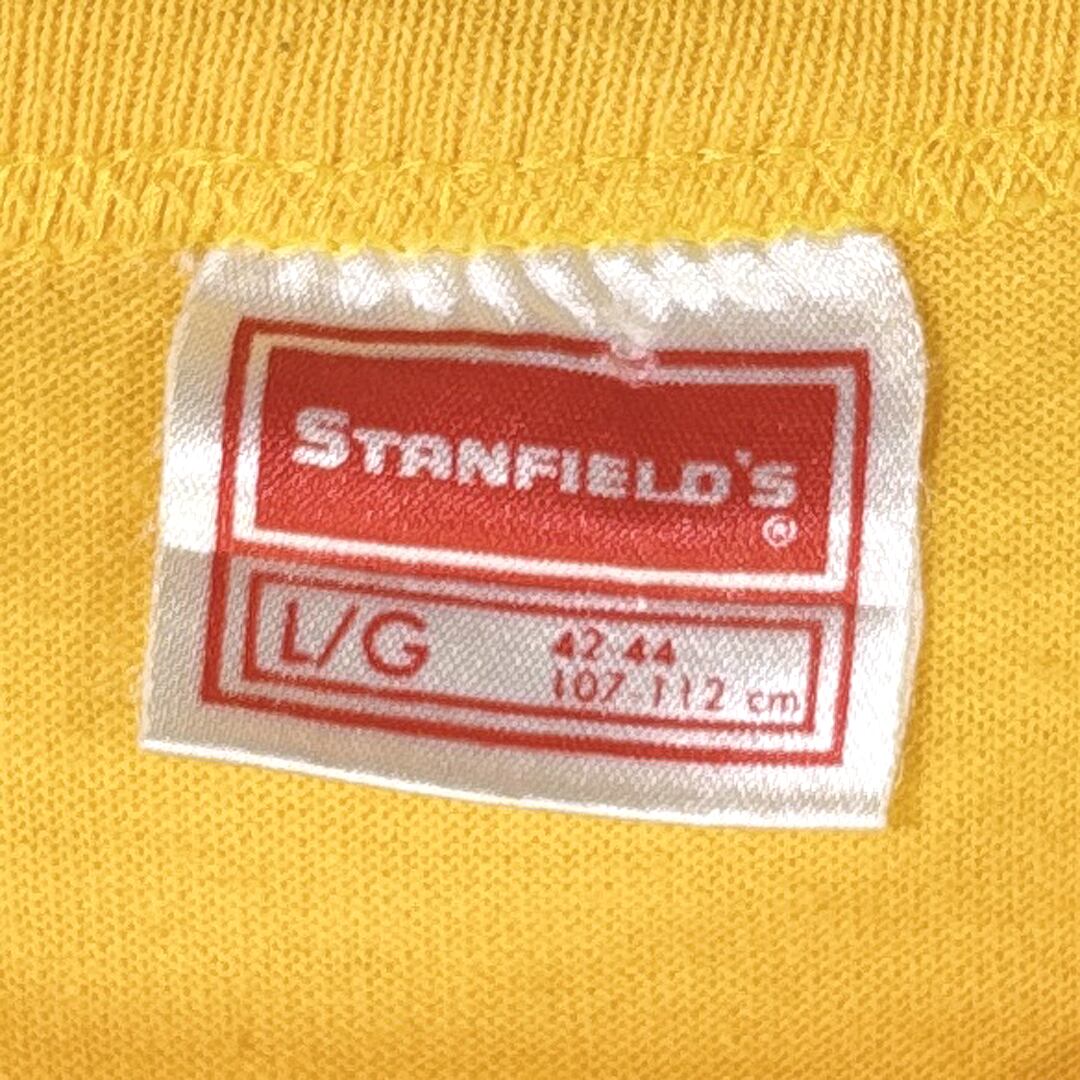 STANFIELD'S
®
L/G 42-44
107-112 cm